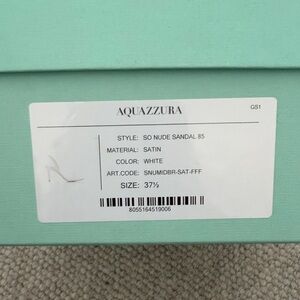 AQUAZZURA
GS1
STYLE: SO NUDE SANDAL 85
MATERIAL: SATIN
COLOR: WHITE
ART.CODE: SNUMIDBR-SAT-FFF
SIZE: 37½
8055164519006